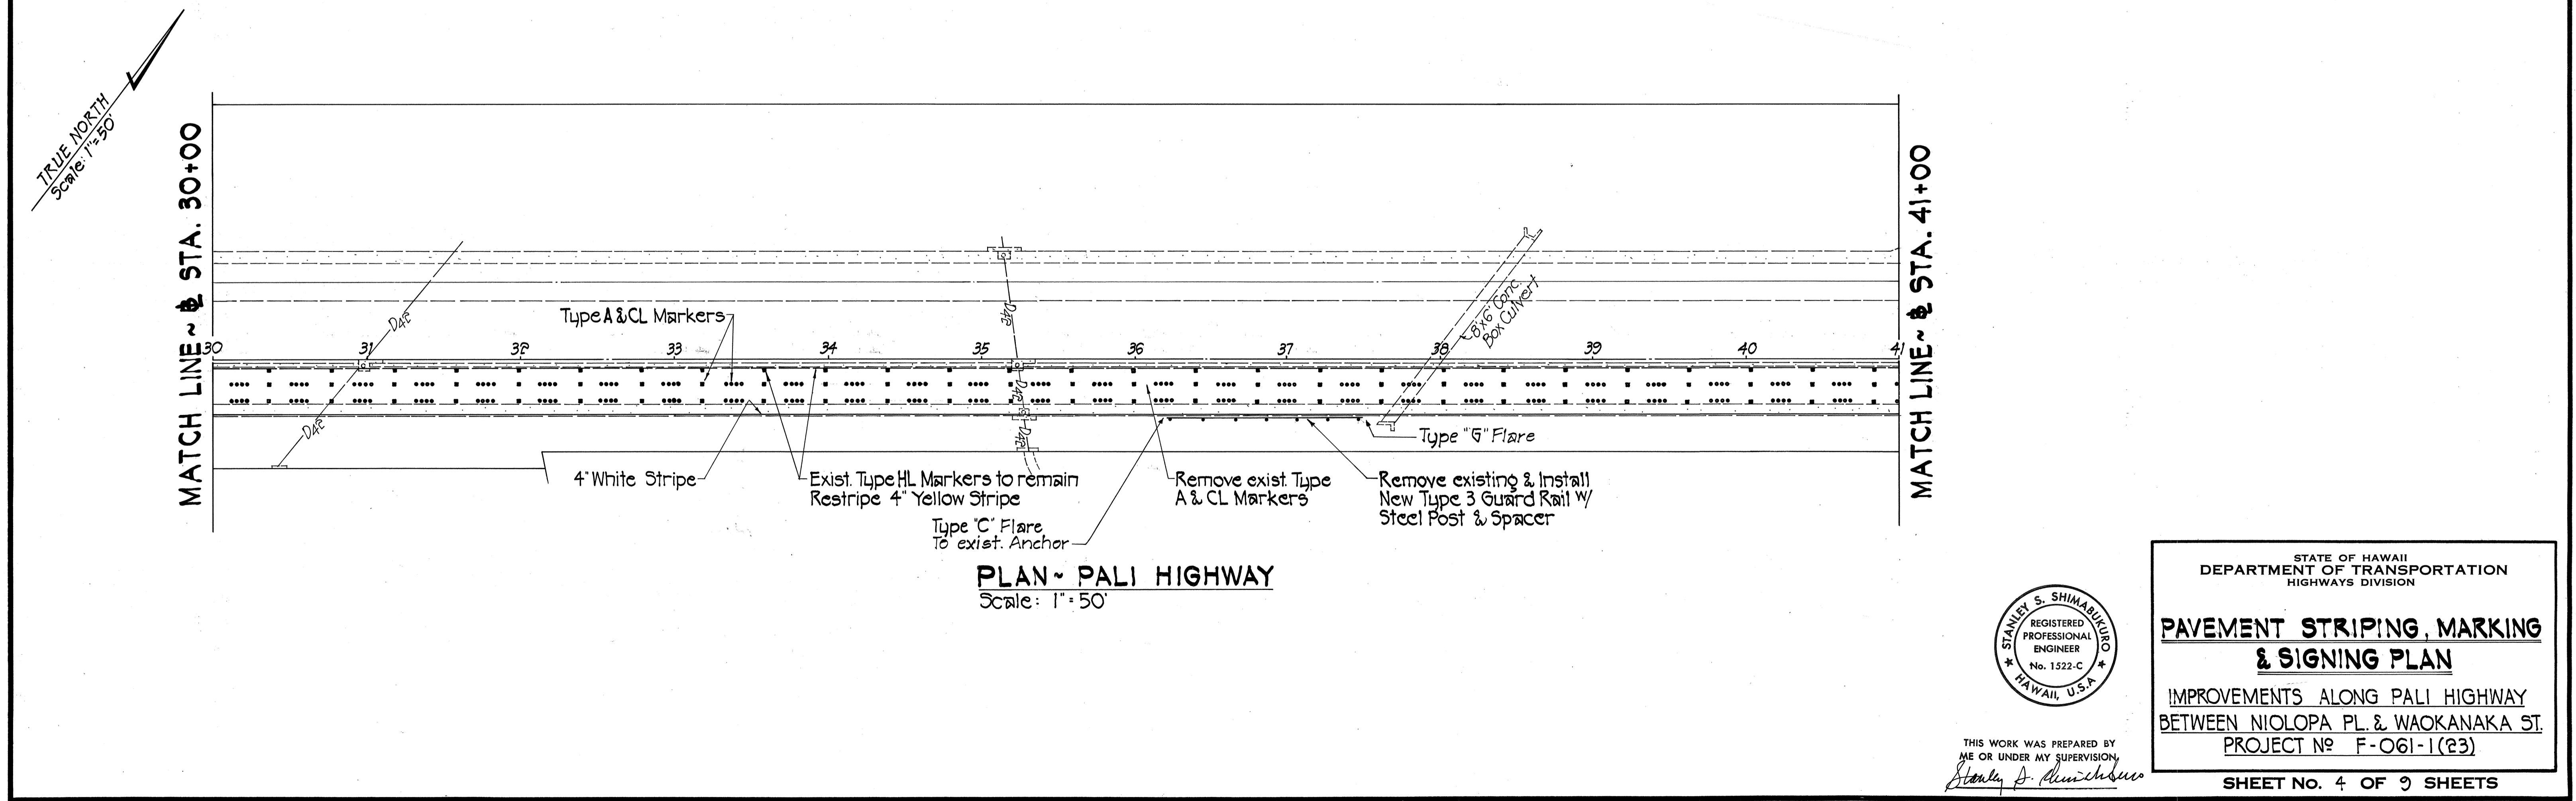 TRUE NORTH
Scale: 1"=50'
MATCH LINE~ ℄ STA. 30+00
MATCH LINE~ ℄ STA. 41+00
Type A & CL Markers
D42
D42
D42
D42
D42
8'x6' Conc.
Box Culvert
30 31 32 33 34 35 36 37 38 39 40 41
4" White Stripe
Exist. Type HL Markers to remain
Restripe 4" Yellow Stripe
Type "C" Flare
To exist. Anchor
Remove exist. Type
A & CL Markers
Type "G" Flare
Remove existing & Install
New Type 3 Guard Rail w/
Steel Post & Spacer
PLAN~ PALI HIGHWAY
Scale: 1"=50'
STANLEY S. SHIMABUKURO
REGISTERED
PROFESSIONAL
ENGINEER
No. 1522-C
HAWAII, U.S.A
THIS WORK WAS PREPARED BY
ME OR UNDER MY SUPERVISION.
STATE OF HAWAII
DEPARTMENT OF TRANSPORTATION
HIGHWAYS DIVISION
PAVEMENT STRIPING, MARKING
& SIGNING PLAN
IMPROVEMENTS ALONG PALI HIGHWAY
BETWEEN NIOLOPA PL. & WAOKANAKA ST.
PROJECT Nº F-061-1(23)
SHEET No. 4 OF 9 SHEETS